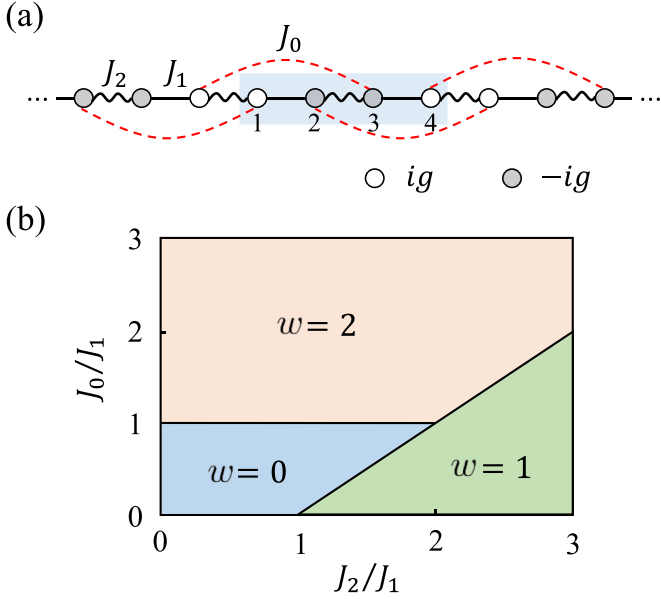 (a)
J₀
J₂ J₁
... ...
1 2 3 4
ig −ig
(b)
3
w = 2
2
J₀/J₁
1
w = 0 w = 1
0
0 1 2 3
J₂/J₁